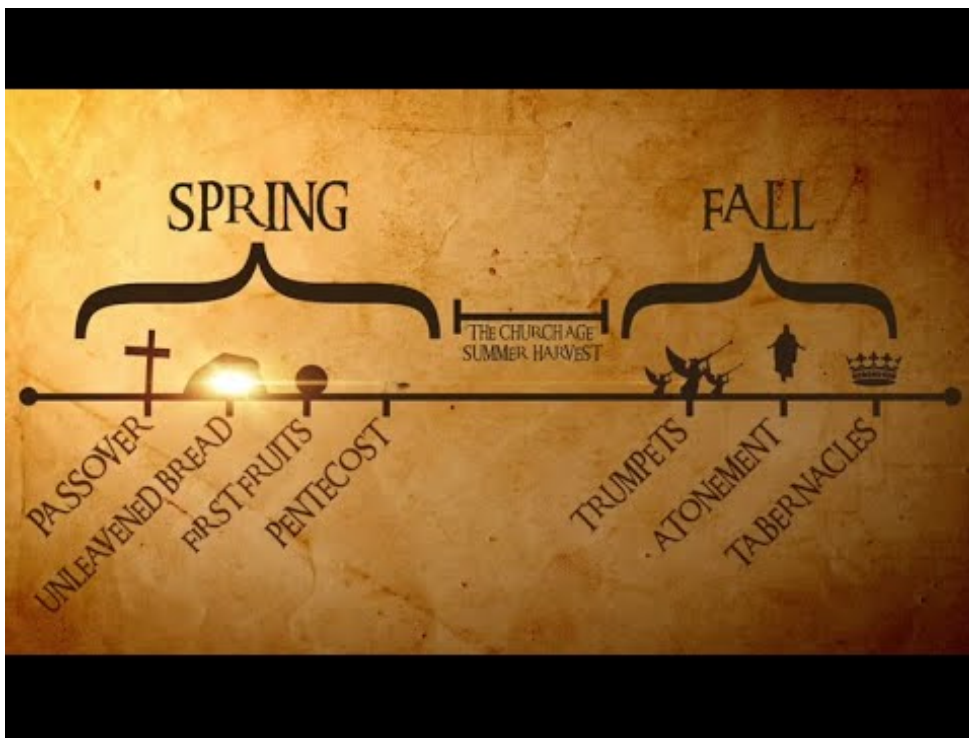 SPRING
FALL
THE CHURCH AGE
SUMMER HARVEST
PASSOVER
UNLEAVENED BREAD
FIRST FRUITS
PENTECOST
TRUMPETS
ATONEMENT
TABERNACLES